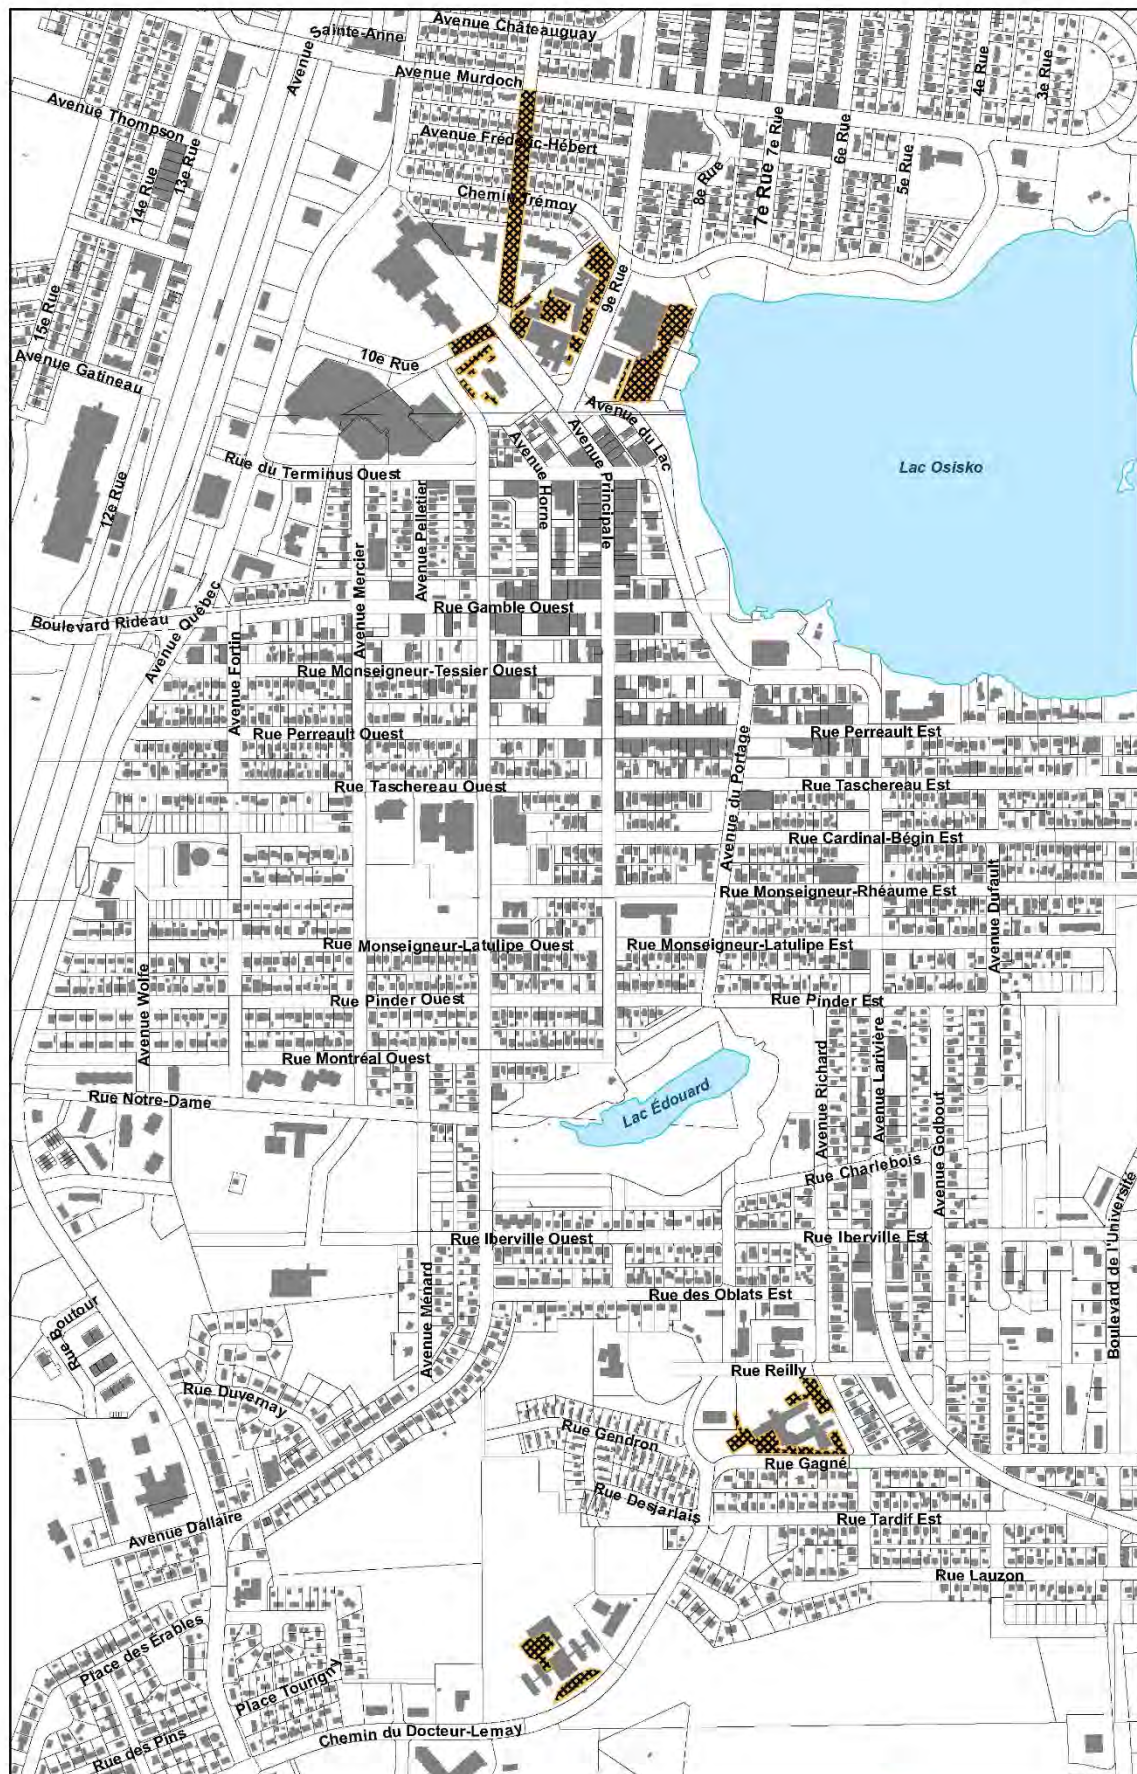 Avenue Châteauguay
Sainte-Anne
Avenue
Avenue Murdoch
4e Rue
3e Rue
Avenue Thompson
Avenue Frédéric-Hébert
7e Rue
6e Rue
13e Rue
14e Rue
8e Rue
5e Rue
Chemin Trémoy
7e Rue
15e Rue
9e Rue
10e Rue
Avenue Gatineau
Avenue du Lac
Avenue Principale
Avenue Horne
Lac Osisko
Rue du Terminus Ouest
12e Rue
Avenue Pelletier
Avenue Mercier
Avenue Québec
Boulevard Rideau
Rue Gamble Ouest
Avenue Fortin
Rue Monseigneur-Tessier Ouest
Rue Perreault Ouest
Rue Perreault Est
Avenue du Portage
Rue Taschereau Ouest
Rue Taschereau Est
Rue Cardinal-Bégin Est
Rue Monseigneur-Rhéaume Est
Avenue Dufault
Rue Monseigneur-Latulipe Ouest
Rue Monseigneur-Latulipe Est
Avenue Wolfe
Rue Pinder Ouest
Rue Pinder Est
Rue Montréal Ouest
Avenue Richard
Avenue Larivière
Avenue Godbout
Rue Notre-Dame
Lac Édouard
Rue Charlebois
Boulevard de l'Université
Rue Iberville Ouest
Rue Iberville Est
Avenue Ménard
Rue des Oblats Est
Rue Boutour
Rue Reilly
Rue Duvernay
Rue Gendron
Rue Gagné
Rue Desjarlais
Rue Tardif Est
Avenue Dallaire
Rue Lauzon
Place des Érables
Place Tourigny
Chemin du Docteur-Lemay
Rue des Pins